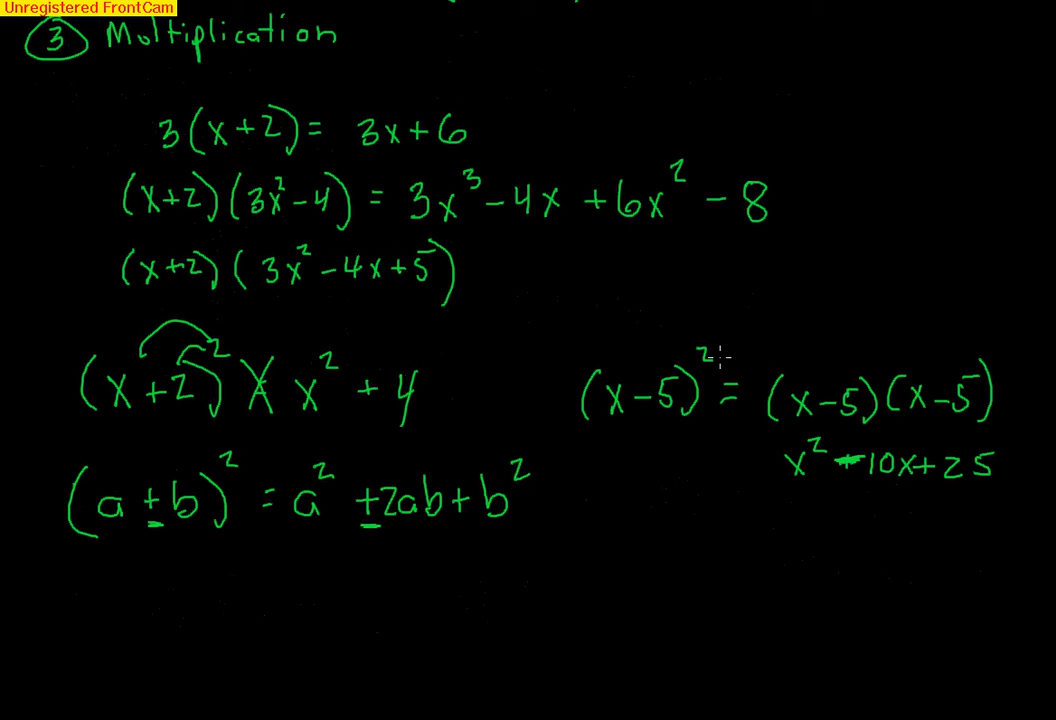 Unregistered FrontCam
③ Multiplication
3(x+2) = 3x+6
(x+2)(3x²-4) = 3x³ - 4x + 6x² - 8
(x+2)(3x²-4x+5)
(x+2)² X x² + 4
(x-5)² = (x-5)(x-5)
x² - 10x + 25
(a + b)² = a² + 2ab + b²